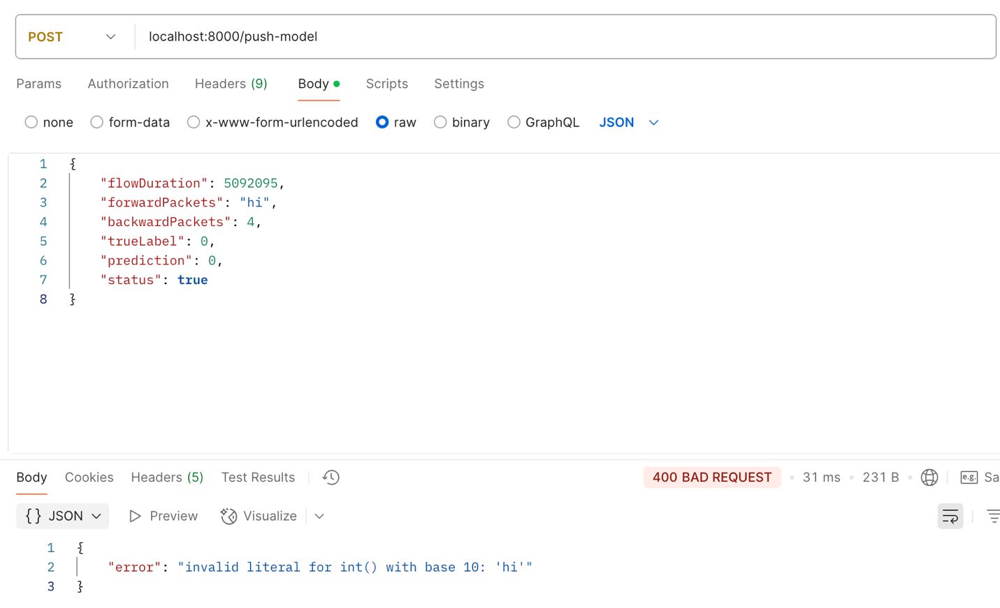 POST localhost:8000/push-model
Params Authorization Headers (9) Body Scripts Settings
none form-data x-www-form-urlencoded raw binary GraphQL JSON
1 {
2 "flowDuration": 5092095,
3 "forwardPackets": "hi",
4 "backwardPackets": 4,
5 "trueLabel": 0,
6 "prediction": 0,
7 "status": true
8 }
Body Cookies Headers (5) Test Results 400 BAD REQUEST • 31 ms • 231 B • e.g. Sa
{} JSON Preview Visualize
1 {
2 "error": "invalid literal for int() with base 10: 'hi'"
3 }